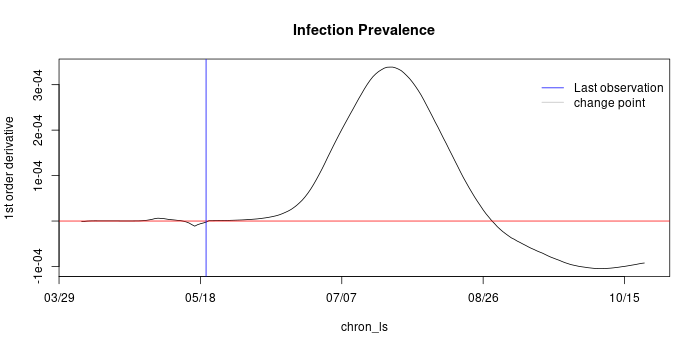 Infection Prevalence
1st order derivative
3e-04
2e-04
1e-04
-1e-04
Last observation
change point
03/29 05/18 07/07 08/26 10/15
chron_ls